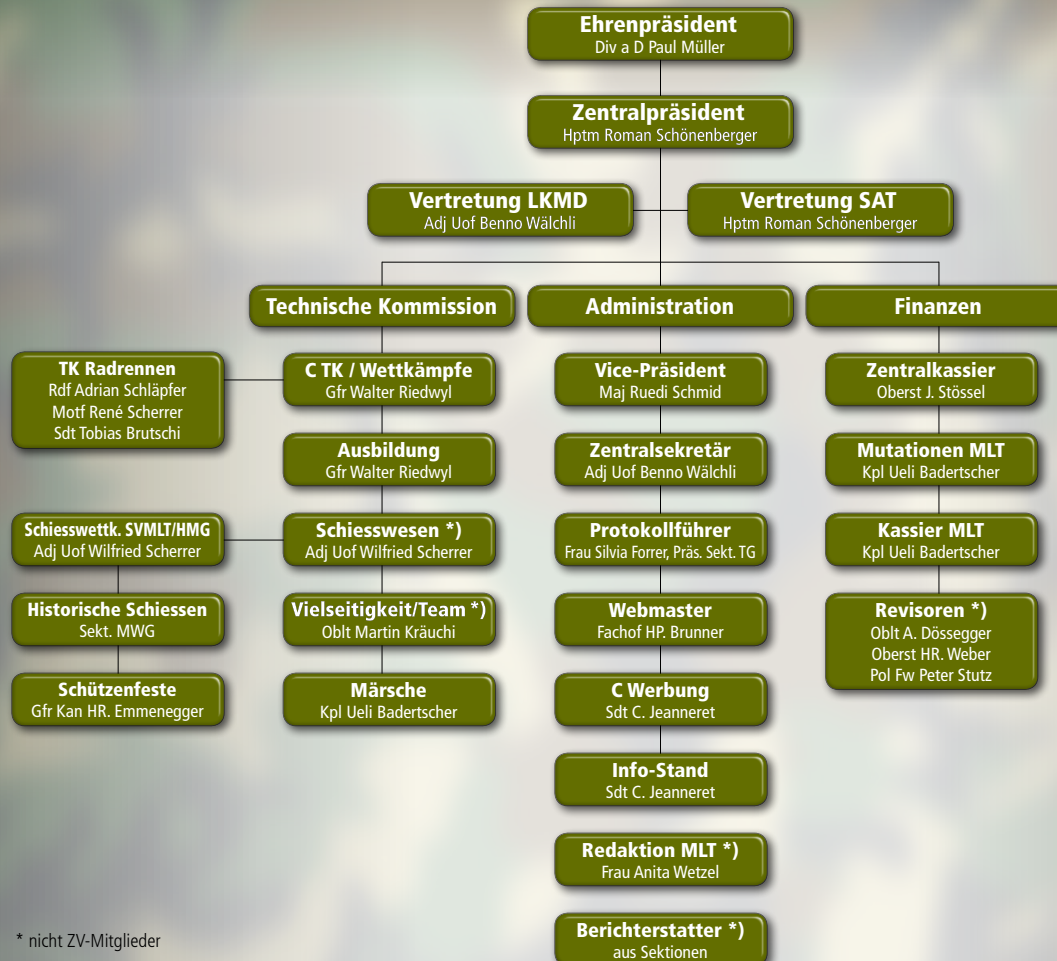 Ehrenpräsident
Div a D Paul Müller
Zentralpräsident
Hptm Roman Schönenberger
Vertretung LKMD
Adj Uof Benno Wälchli
Vertretung SAT
Hptm Roman Schönenberger
Technische Kommission
Administration
Finanzen
TK Radrennen
Rdf Adrian Schläpfer
Motf René Scherrer
Sdt Tobias Brutschi
C TK / Wettkämpfe
Gfr Walter Riedwyl
Ausbildung
Gfr Walter Riedwyl
Schiesswettk. SVMLT/HMG
Adj Uof Wilfried Scherrer
Schiesswesen *)
Adj Uof Wilfried Scherrer
Historische Schiessen
Sekt. MWG
Vielseitigkeit/Team *)
Oblt Martin Kräuchi
Schützenfeste
Gfr Kan HR. Emmenegger
Märsche
Kpl Ueli Badertscher
Vice-Präsident
Maj Ruedi Schmid
Zentralsekretär
Adj Uof Benno Wälchli
Protokollführer
Frau Silvia Forrer, Präs. Sekt. TG
Webmaster
Fachof HP. Brunner
C Werbung
Sdt C. Jeanneret
Info-Stand
Sdt C. Jeanneret
Redaktion MLT *)
Frau Anita Wetzel
Berichterstatter *)
aus Sektionen
Zentralkassier
Oberst J. Stössel
Mutationen MLT
Kpl Ueli Badertscher
Kassier MLT
Kpl Ueli Badertscher
Revisoren *)
Oblt A. Dössegger
Oberst HR. Weber
Pol Fw Peter Stutz
* nicht ZV-Mitglieder